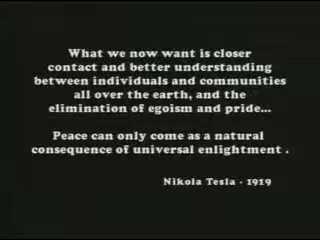 What we now want is closer
contact and better understanding
between individuals and communities
all over the earth, and the
elimination of egoism and pride...
Peace can only come as a natural
consequence of universal enlightment .
Nikola Tesla - 1919